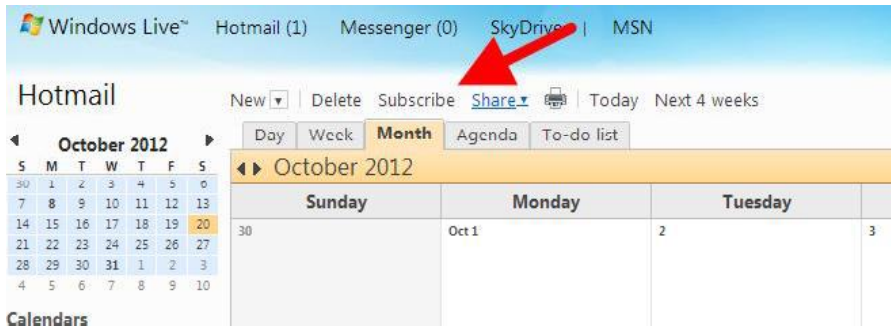 Windows Live™ Hotmail (1) Messenger (0) SkyDrive | MSN
Hotmail
New Delete Subscribe Share Today Next 4 weeks
October 2012
S M T W T F S
30 1 2 3 4 5 6
7 8 9 10 11 12 13
14 15 16 17 18 19 20
21 22 23 24 25 26 27
28 29 30 31 1 2 3
4 5 6 7 8 9 10
Calendars
Day Week Month Agenda To-do list
October 2012
Sunday Monday Tuesday
30 Oct 1 2 3